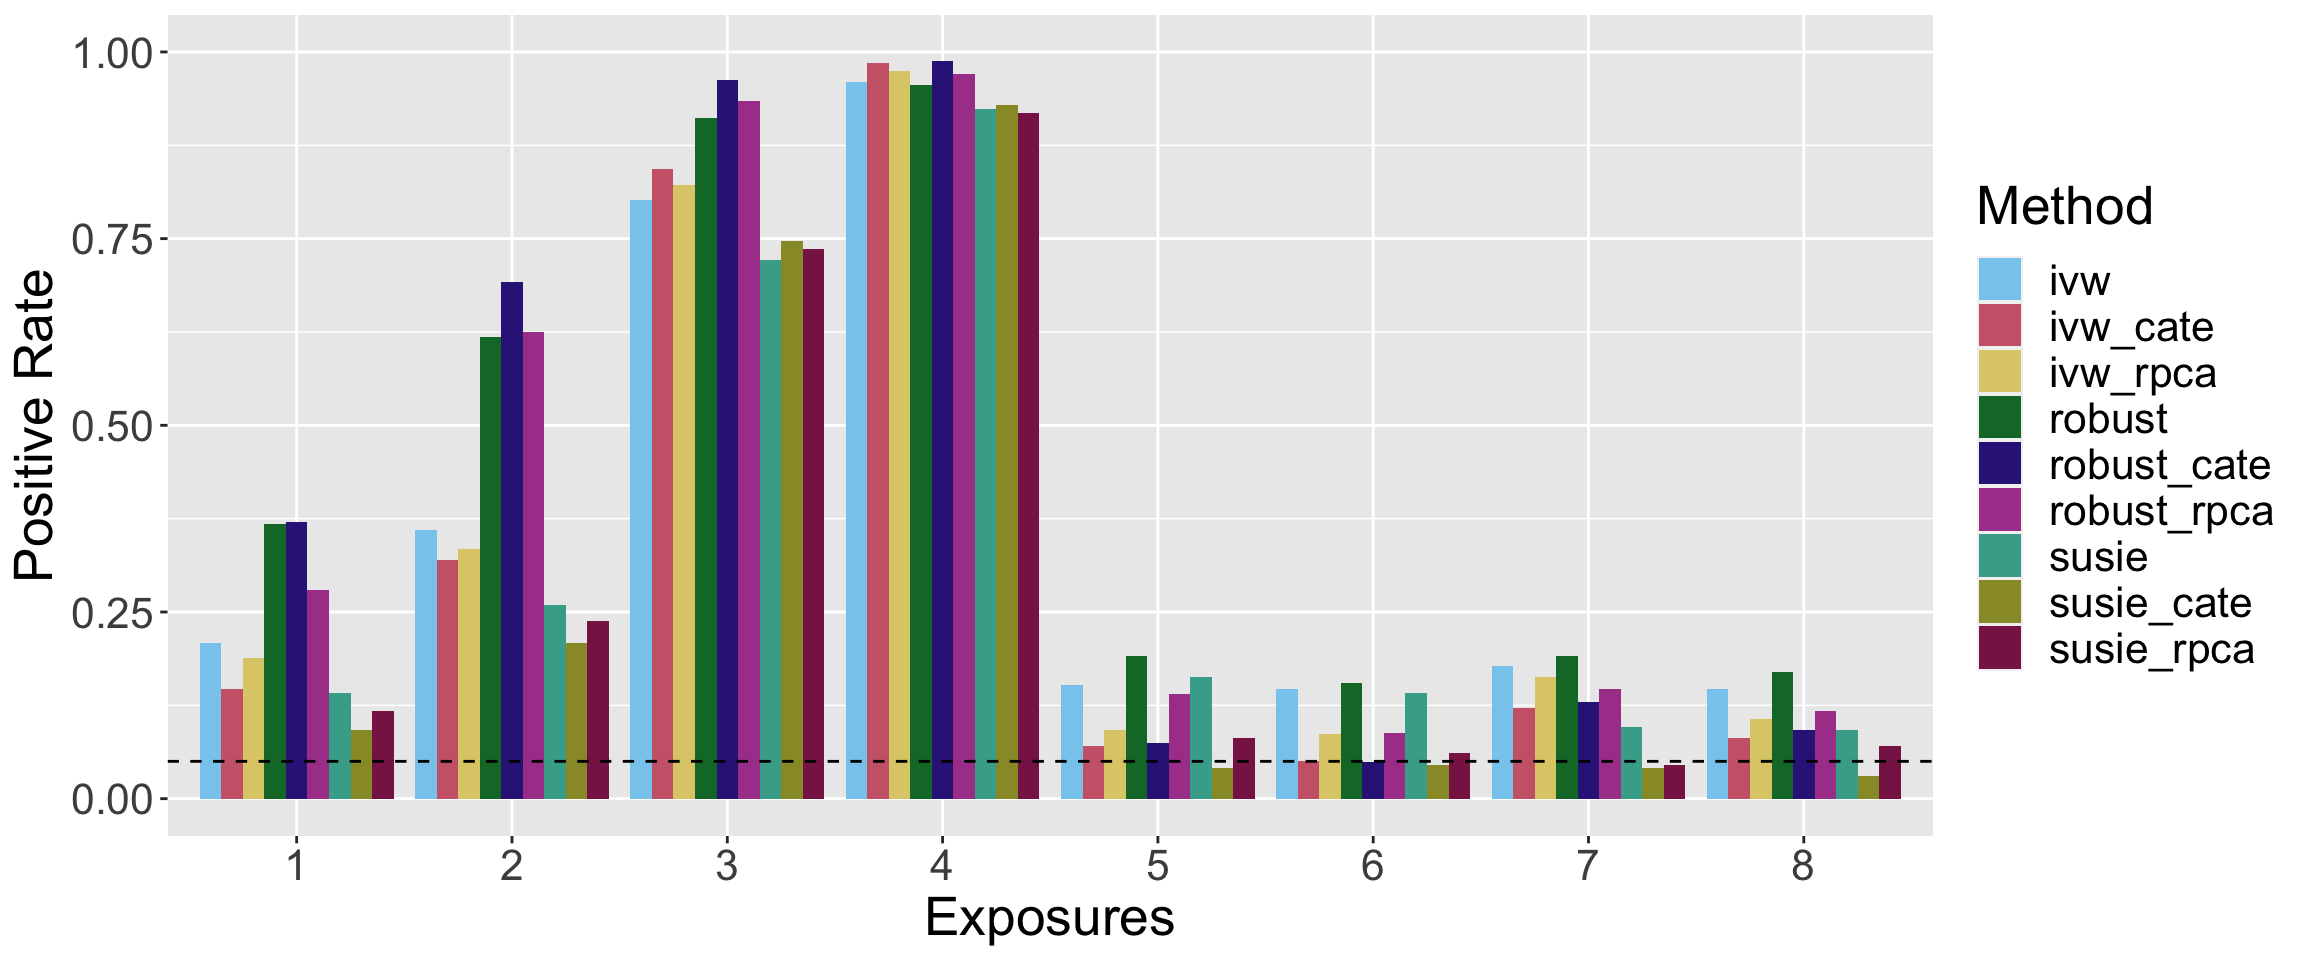 Positive Rate
1.00
0.75
0.50
0.25
0.00
1 2 3 4 5 6 7 8
Exposures
Method
ivw
ivw_cate
ivw_rpca
robust
robust_cate
robust_rpca
susie
susie_cate
susie_rpca